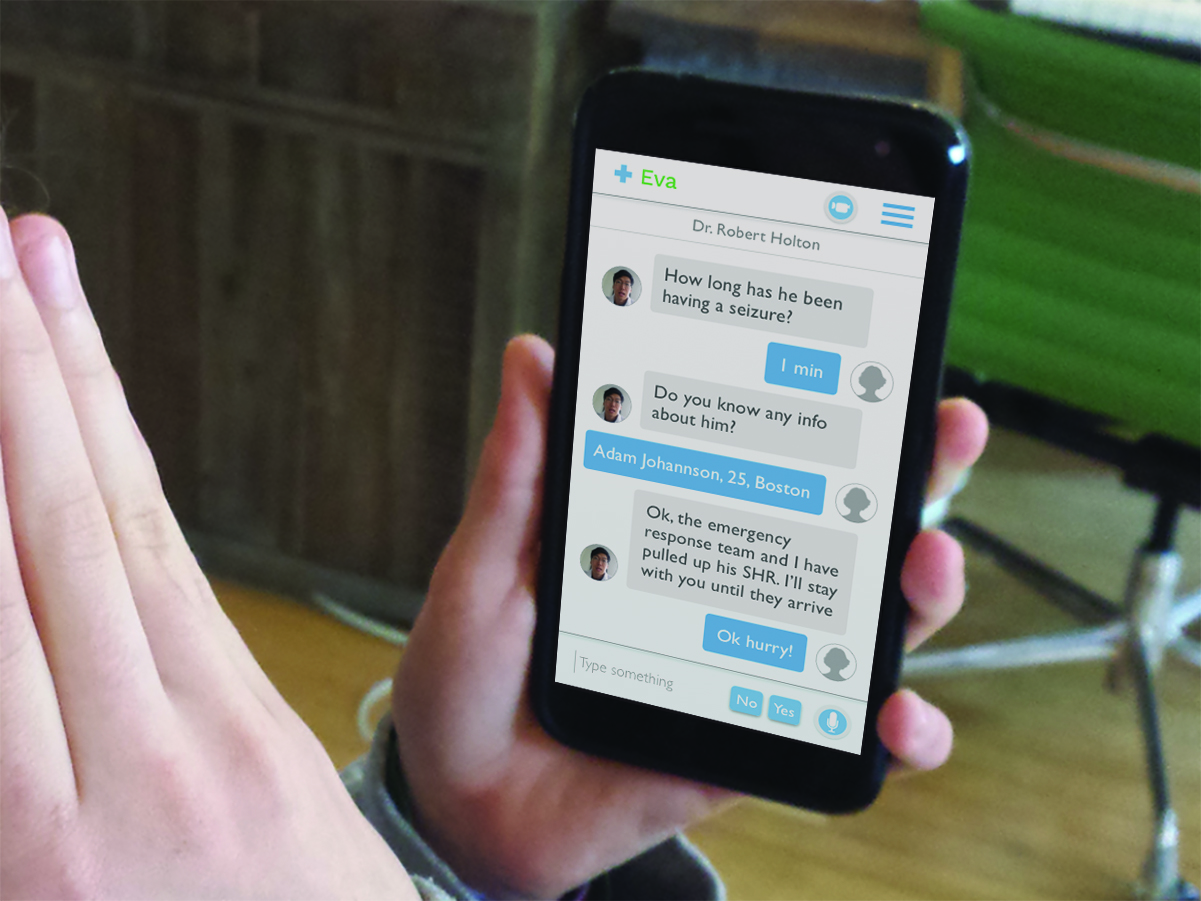 Eva
Dr. Robert Holton
How long has he been
having a seizure?
1 min
Do you know any info
about him?
Adam Johannson, 25, Boston
Ok, the emergency
response team and I have
pulled up his SHR. I'll stay
with you until they arrive
Ok hurry!
Type something
No
Yes